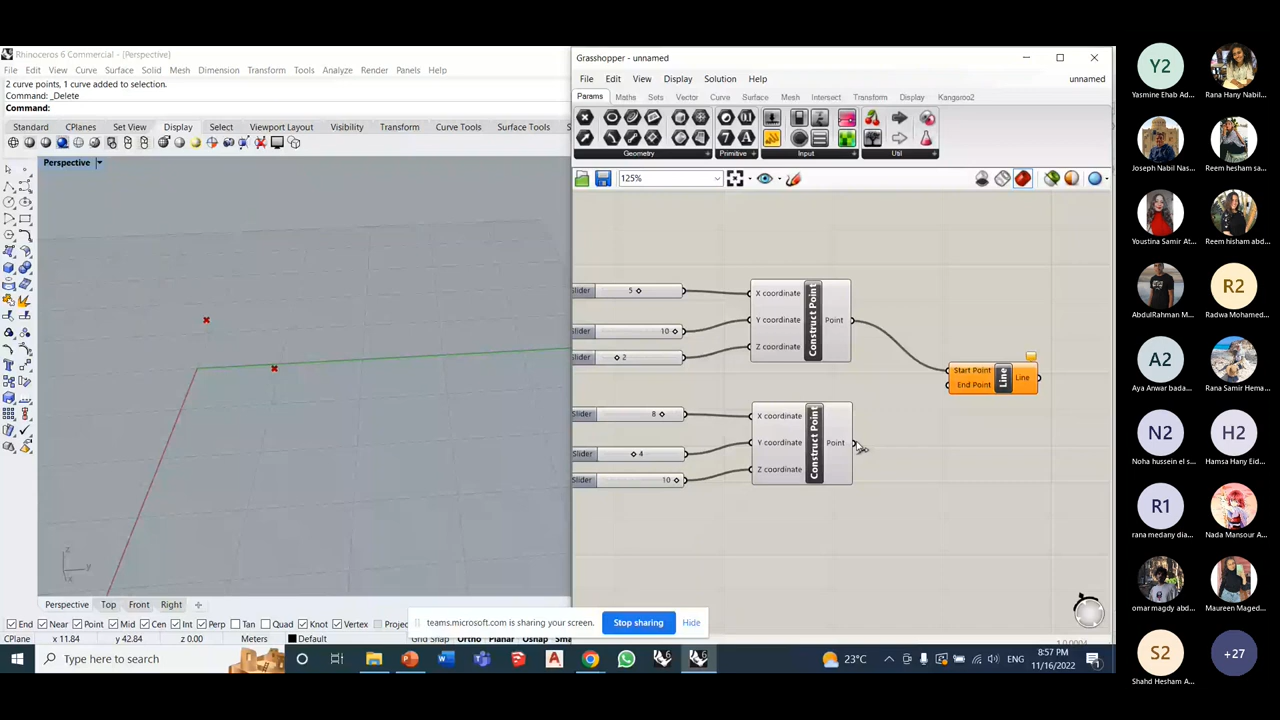 Rhinoceros 6 Commercial - [Perspective]
File Edit View Curve Surface Solid Mesh Dimension Transform Tools Analyze Render Panels Help
2 curve points, 1 curve added to selection.
Command: _Delete
Command:
Standard CPlanes Set View Display Select Viewport Layout Visibility Transform Curve Tools Surface Tools
Perspective
z
y
x
Perspective Top Front Right
End Near Point Mid Cen Int Perp Tan Quad Knot Vertex Projec
CPlane x 11.84 y 42.84 z 0.00 Meters Default Grid Snap Ortho Planar Osnap Sma
Grasshopper - unnamed
File Edit View Display Solution Help unnamed
Params Maths Sets Vector Curve Surface Mesh Intersect Transform Display Kangaroo2
Geometry Primitive Input Util
125%
Slider 5
Slider 10
Slider 2
X coordinate
Y coordinate
Z coordinate
Construct Point
Point
Start Point
End Point
Line
Line
Slider 8
Slider 4
Slider 10
X coordinate
Y coordinate
Z coordinate
Construct Point
Point
teams.microsoft.com is sharing your screen. Stop sharing Hide
Type here to search
23°C
ENG
8:57 PM
11/16/2022
1
Y2
Yasmine Ehab Ad...
Rana Hany Nabil...
Joseph Nabil Nas...
Reem hesham sa...
Youstina Samir At...
Reem hisham abd...
AbdulRahman M...
R2
Radwa Mohamed...
A2
Aya Anwar bada...
Rana Samir Hema...
N2
Noha hussein el s...
H2
Hamsa Hany Eid...
R1
rana medany dia...
Nada Mansour A...
omar magdy abd...
Maureen Maged...
S2
Shahd Hesham A...
+27